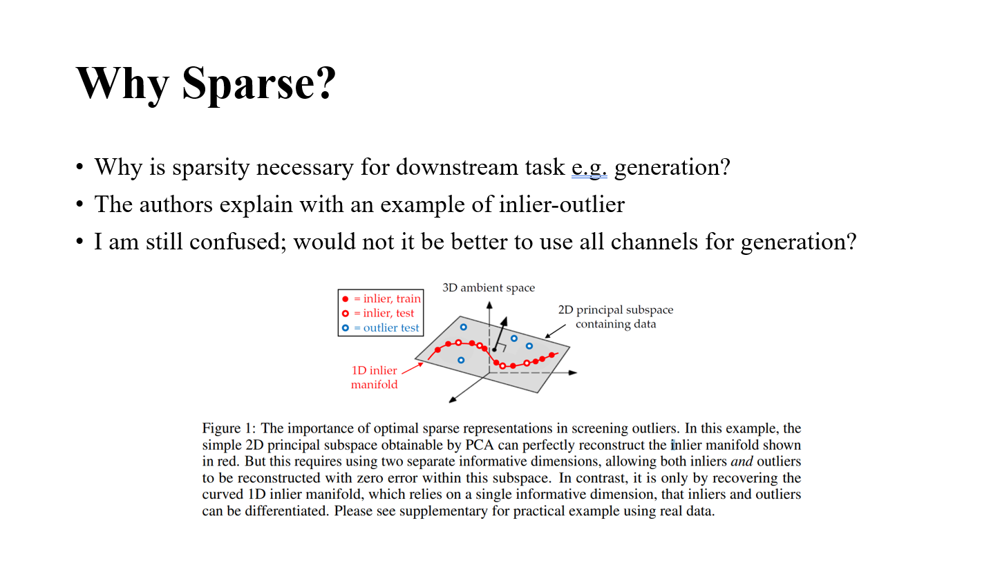 Why Sparse?
• Why is sparsity necessary for downstream task e.g. generation?
• The authors explain with an example of inlier-outlier
• I am still confused; would not it be better to use all channels for generation?
3D ambient space
= inlier, train
= inlier, test
= outlier test
2D principal subspace
containing data
1D inlier
manifold
Figure 1: The importance of optimal sparse representations in screening outliers. In this example, the
simple 2D principal subspace obtainable by PCA can perfectly reconstruct the inlier manifold shown
in red. But this requires using two separate informative dimensions, allowing both inliers and outliers
to be reconstructed with zero error within this subspace. In contrast, it is only by recovering the
curved 1D inlier manifold, which relies on a single informative dimension, that inliers and outliers
can be differentiated. Please see supplementary for practical example using real data.